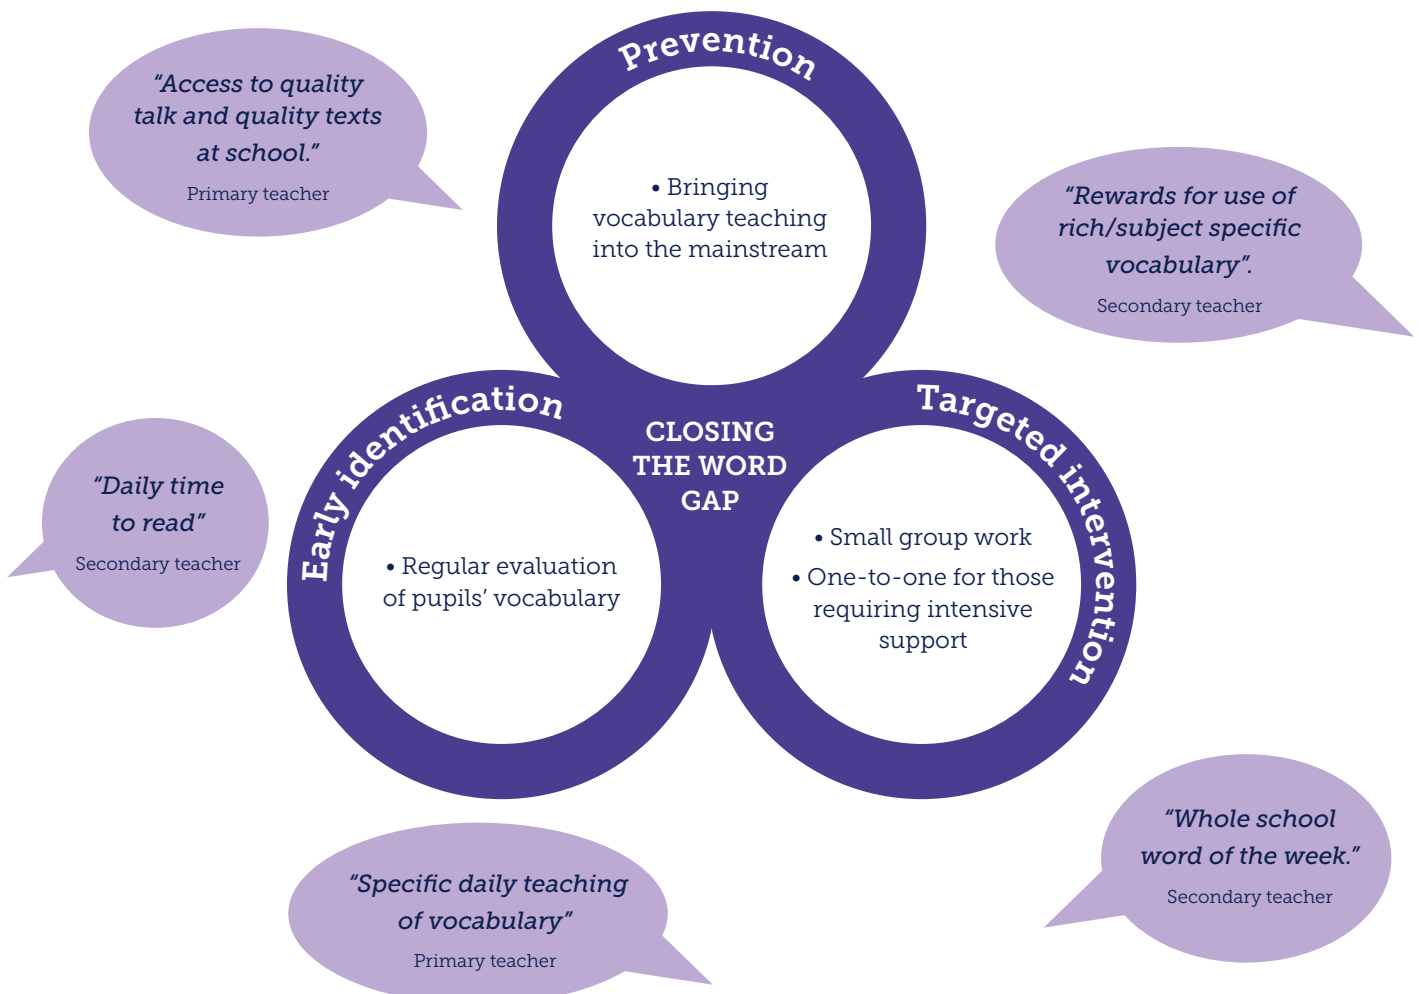 Prevention
“Access to quality
talk and quality texts
at school.”
Primary teacher
• Bringing
vocabulary teaching
into the mainstream
“Rewards for use of
rich/subject specific
vocabulary”.
Secondary teacher
Early identification
CLOSING
THE WORD
GAP
Targeted intervention
“Daily time
to read”
Secondary teacher
• Regular evaluation
of pupils’ vocabulary
• Small group work
• One-to-one for those
requiring intensive
support
“Whole school
word of the week.”
Secondary teacher
“Specific daily teaching
of vocabulary”
Primary teacher